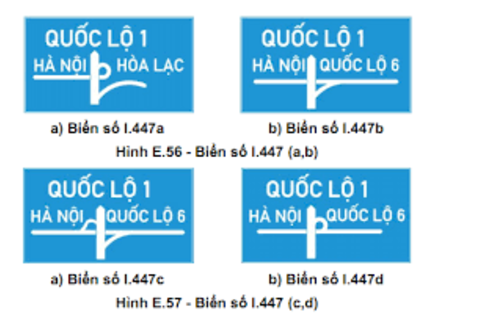 QUỐC LỘ 1
HÀ NỘI HÒA LẠC
QUỐC LỘ 1
HÀ NỘI QUỐC LỘ 6
a) Biển số I.447a
b) Biển số I.447b
Hình E.56 - Biển số I.447 (a,b)
QUỐC LỘ 1
HÀ NỘI QUỐC LỘ 6
QUỐC LỘ 1
HÀ NỘI QUỐC LỘ 6
a) Biển số I.447c
b) Biển số I.447d
Hình E.57 - Biển số I.447 (c,d)